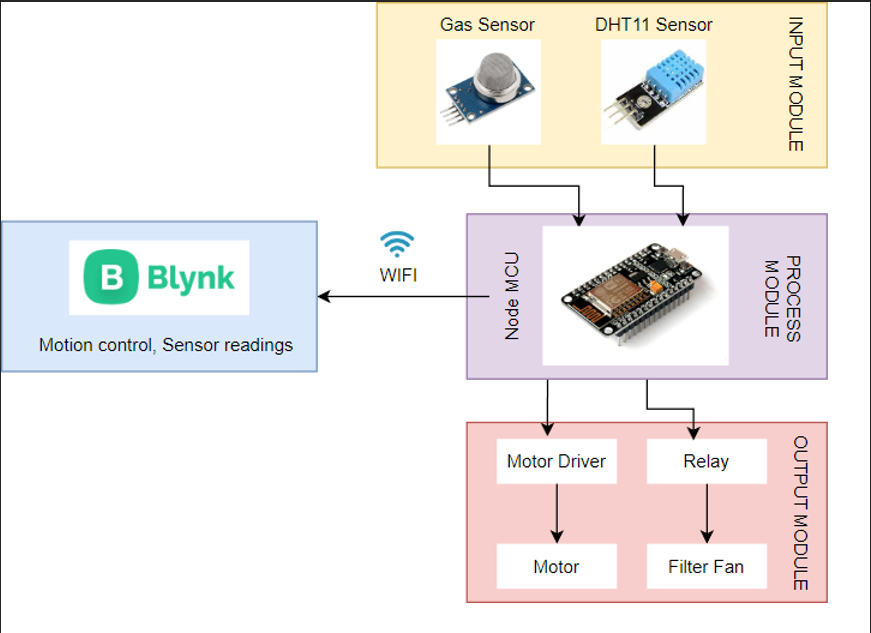 Gas Sensor
DHT11 Sensor
INPUT MODULE
B Blynk
Motion control, Sensor readings
WIFI
Node MCU
PROCESS
MODULE
Motor Driver
Relay
Motor
Filter Fan
OUTPUT MODULE